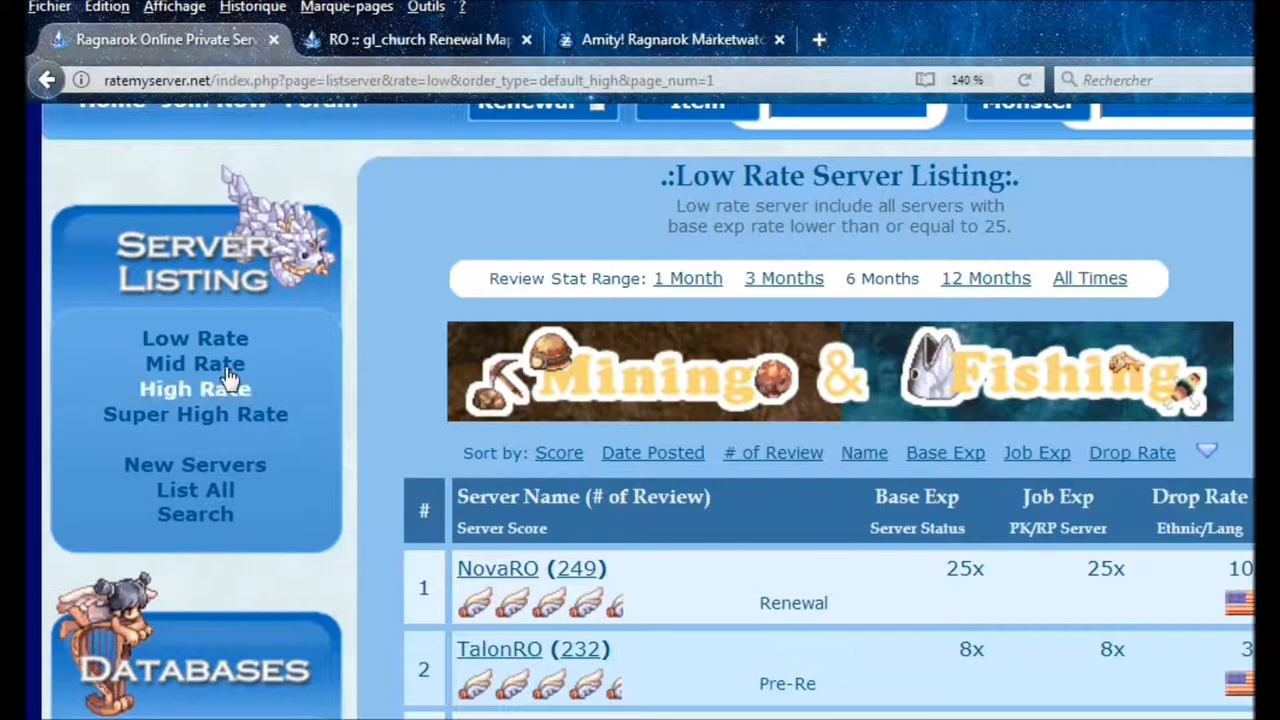 Fichier Edition Affichage Historique Marque-pages Outils ?
Ragnarok Online Private Ser × RO :: gl_church Renewal Ma × Amity! Ragnarok Marketwat × +
ratemyserver.net/index.php?page=listserver&rate=low&order_type=default_high&page_num=1 140 % Rechercher
Home Join Now Forum Renewal Item Monster
SERVER LISTING
Low Rate
Mid Rate
High Rate
Super High Rate
New Servers
List All
Search
DATABASES
.:Low Rate Server Listing:.
Low rate server include all servers with
base exp rate lower than or equal to 25.
Review Stat Range: 1 Month 3 Months 6 Months 12 Months All Times
Mining & Fishing
Sort by: Score Date Posted # of Review Name Base Exp Job Exp Drop Rate
# Server Name (# of Review) Base Exp Job Exp Drop Rate
Server Score Server Status PK/RP Server Ethnic/Lang
1 NovaRO (249) 25x 25x 10
Renewal
2 TalonRO (232) 8x 8x 3
Pre-Re